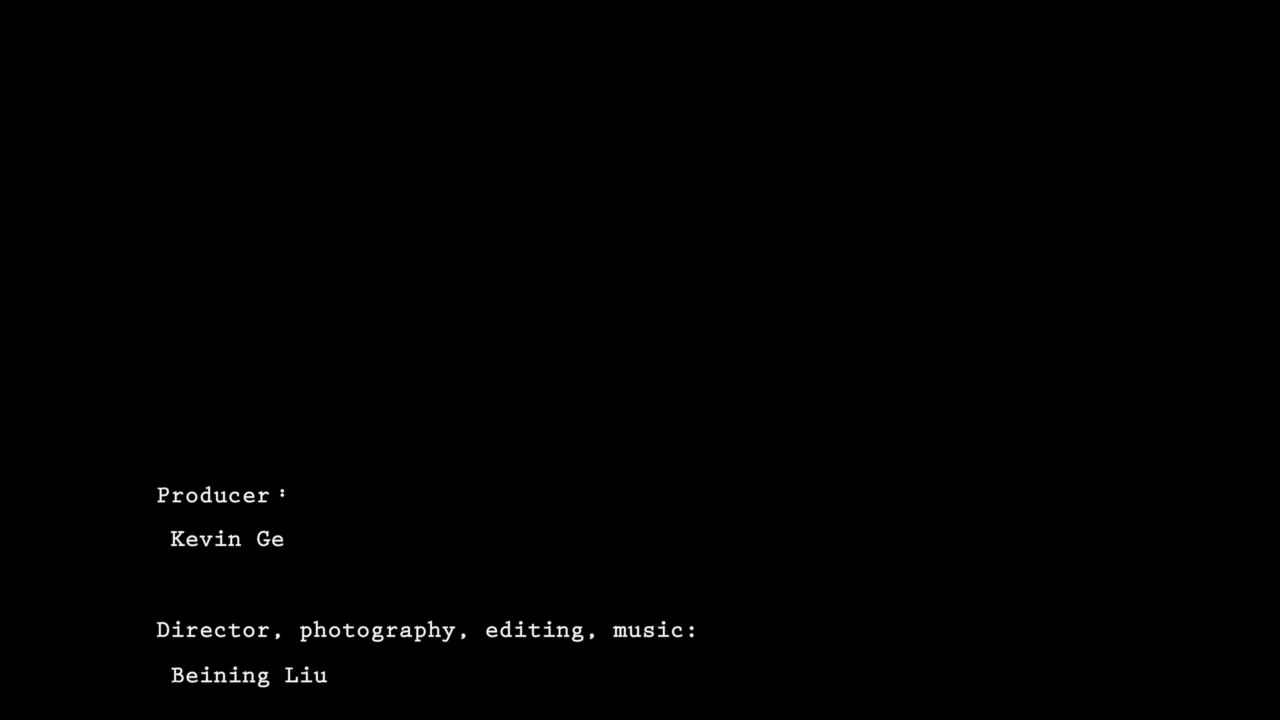 Producer：
Kevin Ge
Director, photography, editing, music:
Beining Liu